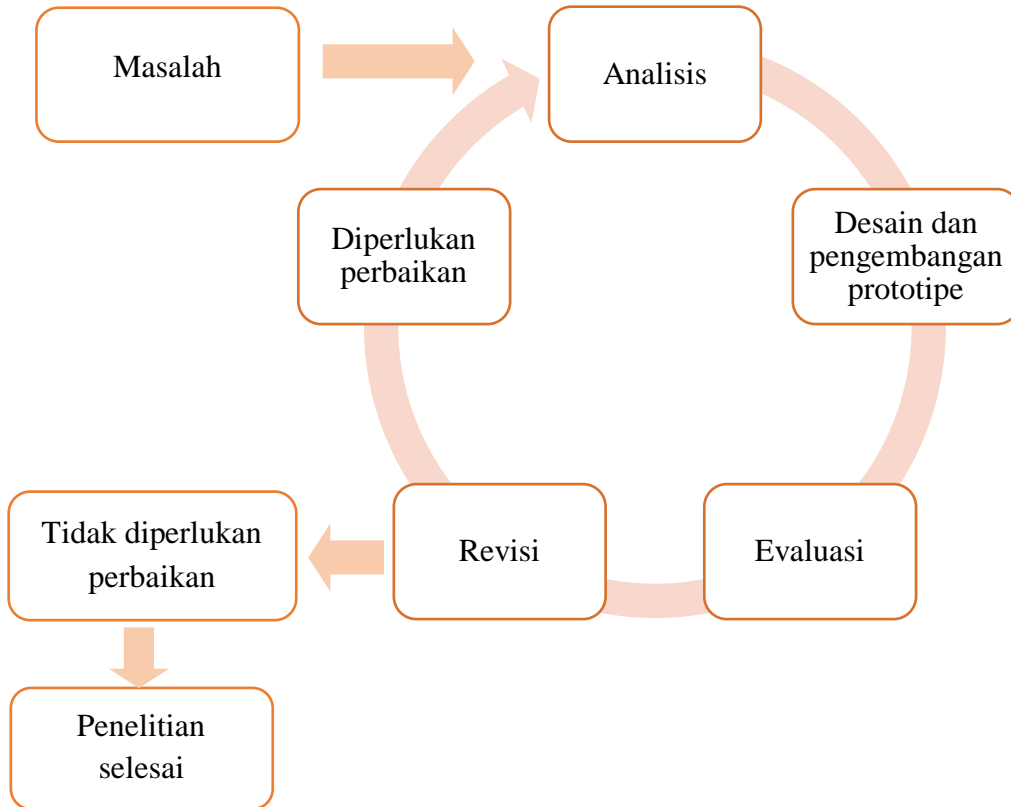 Masalah
Analisis
Desain dan
pengembangan
prototipe
Evaluasi
Revisi
Diperlukan
perbaikan
Tidak diperlukan
perbaikan
Penelitian
selesai